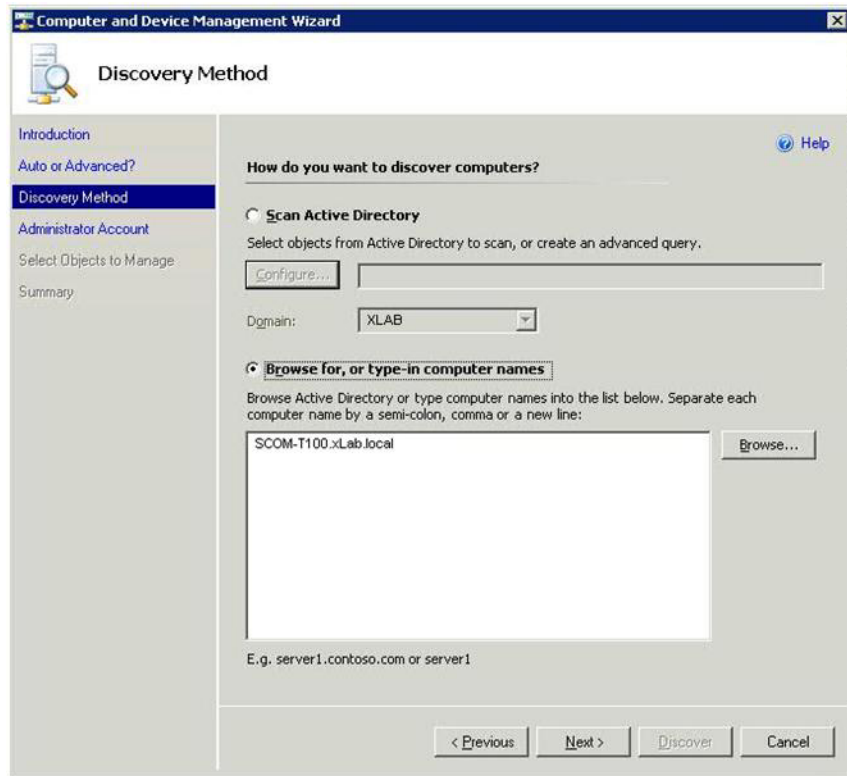 Computer and Device Management Wizard
Discovery Method
Introduction
Auto or Advanced?
Discovery Method
Administrator Account
Select Objects to Manage
Summary
Help
How do you want to discover computers?
Scan Active Directory
Select objects from Active Directory to scan, or create an advanced query.
Configure...
Domain:
XLAB
Browse for, or type-in computer names
Browse Active Directory or type computer names into the list below. Separate each
computer name by a semi-colon, comma or a new line:
SCOM-T100.xLab.local
Browse...
E.g. server1.contoso.com or server1
< Previous
Next >
Discover
Cancel